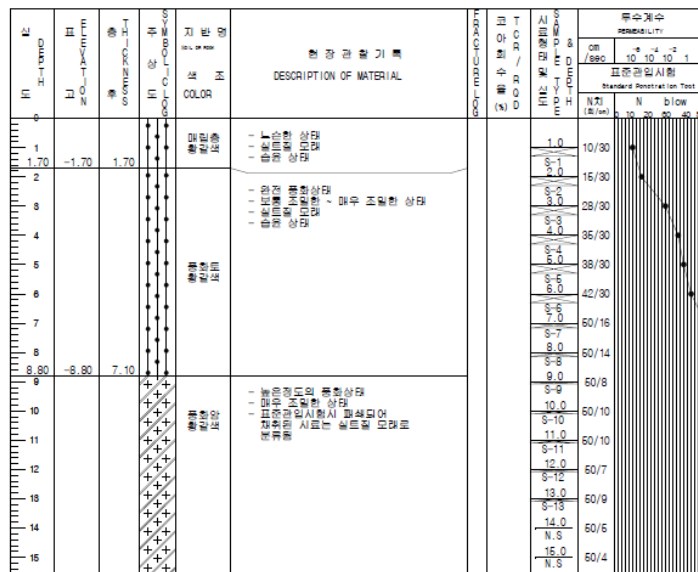 심도 DEPTH
표고 ELEVATION
층후 THICKNESS
주상도 SYMBOLIC LOG
지반명
색조
COLOR
현장관찰기록
DESCRIPTION OF MATERIAL
FRACTURE LOG
코아회수율 (%)
TCR/RQD
시료형태 및 심도
SAMPLE TYPE & DEPTH
투수계수
PERMEABILITY
cm/sec
10 10 10 1
표준관입시험
Standard Penetration Test
N치 (회/cm)
N blow
0 10 20 30 40 5
0
매립층
황갈색
- 느슨한 상태
- 실트질 모래
- 습윤 상태
1
1.0
10/30
S-1
1.70 -1.70 1.70
2
2.0
15/30
풍화토
황갈색
- 완전 풍화상태
- 보통 조밀한 ~ 매우 조밀한 상태
- 실트질 모래
- 습윤 상태
S-2
3
3.0
28/30
S-3
4
4.0
35/30
S-4
5
5.0
38/30
S-5
6
6.0
42/30
S-6
7
7.0
50/16
S-7
8
8.0
50/14
S-8
8.80 -8.80 7.10
9
9.0
50/8
S-9
풍화암
황갈색
- 높은정도의 풍화상태
- 매우 조밀한 상태
- 표준관입시험시 파쇄되어
채취된 시료는 실트질 모래로
분류됨
10
10.0
50/10
S-10
11
11.0
50/10
S-11
12
12.0
50/7
S-12
13
13.0
50/9
S-13
14
14.0
50/5
N.S
15
15.0
50/4
N.S